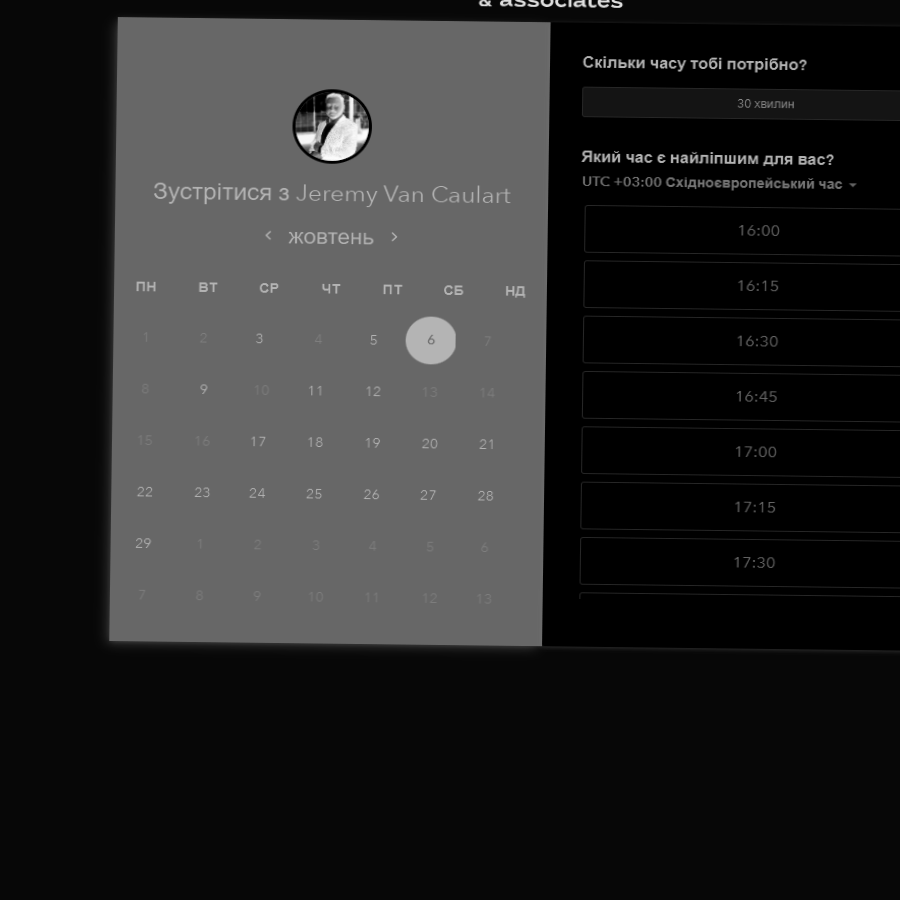 & associates
Зустрітися з Jeremy Van Caulart
жовтень
ПН ВТ СР ЧТ ПТ СБ НД
1 2 3 4 5 6 7
8 9 10 11 12 13 14
15 16 17 18 19 20 21
22 23 24 25 26 27 28
29 1 2 3 4 5 6
7 8 9 10 11 12 13
Скільки часу тобі потрібно?
30 хвилин
Який час є найліпшим для вас?
UTC +03:00 Східноєвропейський час
16:00
16:15
16:30
16:45
17:00
17:15
17:30